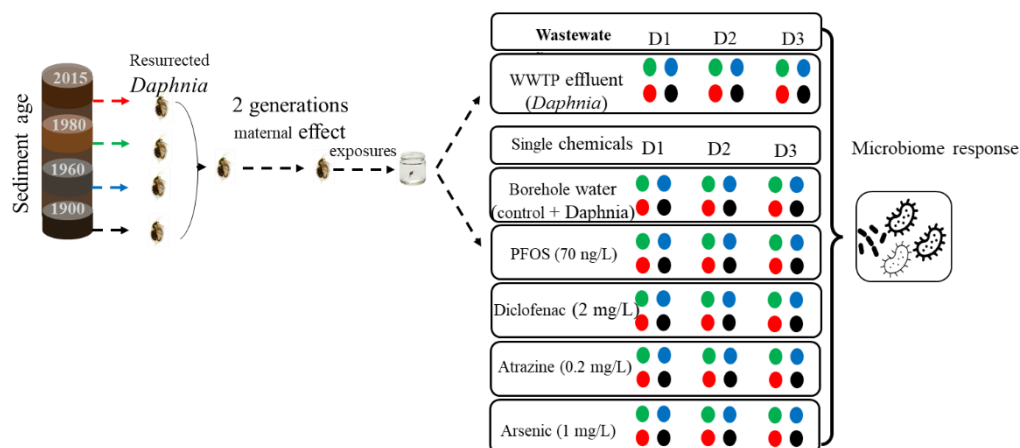 Sediment age
2015
1980
1960
1900
Resurrected
Daphnia
2 generations
maternal effect
exposures
Wastewate D1 D2 D3
WWTP effluent
(Daphnia)
Single chemicals D1 D2 D3
Borehole water
(control + Daphnia)
PFOS (70 ng/L)
Diclofenac (2 mg/L)
Atrazine (0.2 mg/L)
Arsenic (1 mg/L)
Microbiome response